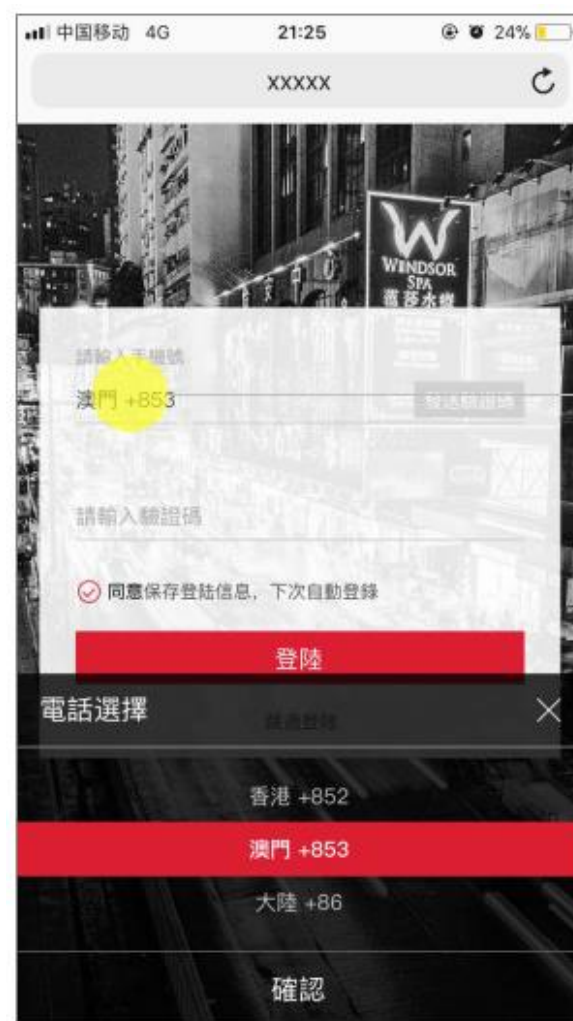 中国移动 4G 21:25 24%
XXXXX
WINDSOR
SPA
請輸入手機號
澳門 +853
發送驗證碼
請輸入驗證碼
同意保存登陆信息，下次自動登錄
登陸
電話選擇
香港 +852
澳門 +853
大陸 +86
確認